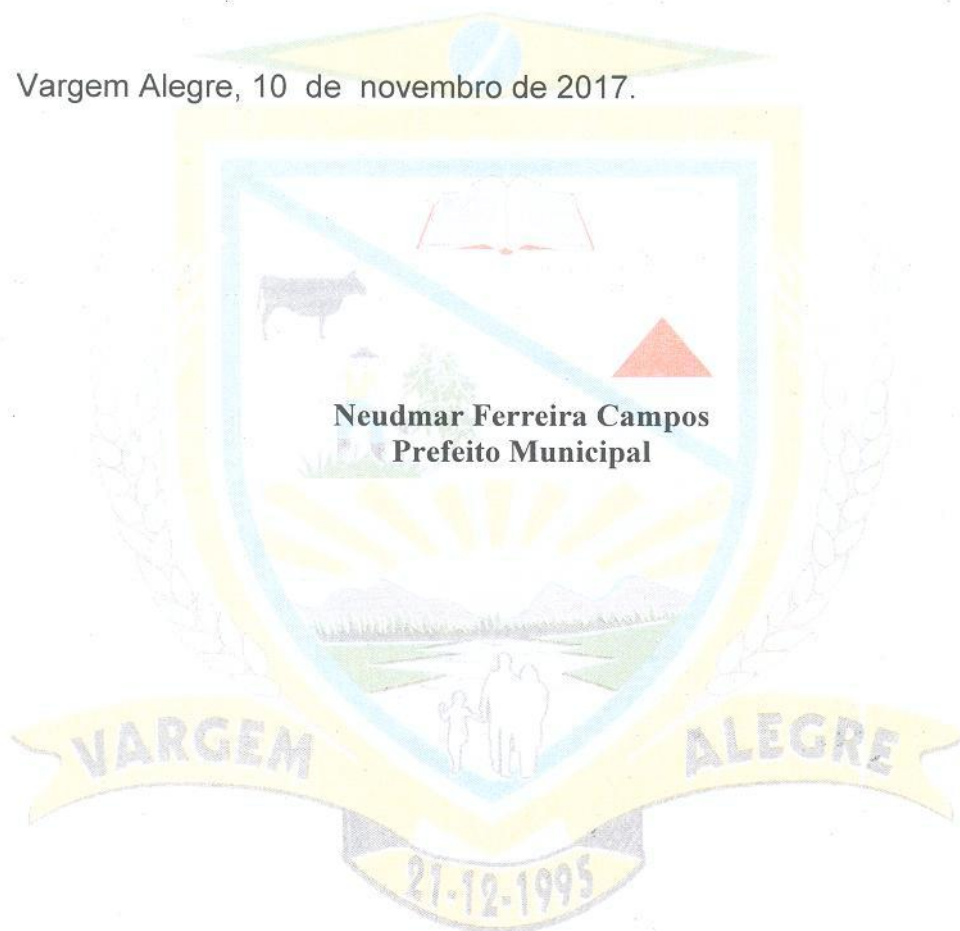 Vargem Alegre, 10 de novembro de 2017.
Neudmar Ferreira Campos
Prefeito Municipal
VARGEM ALEGRE
21-12-1995